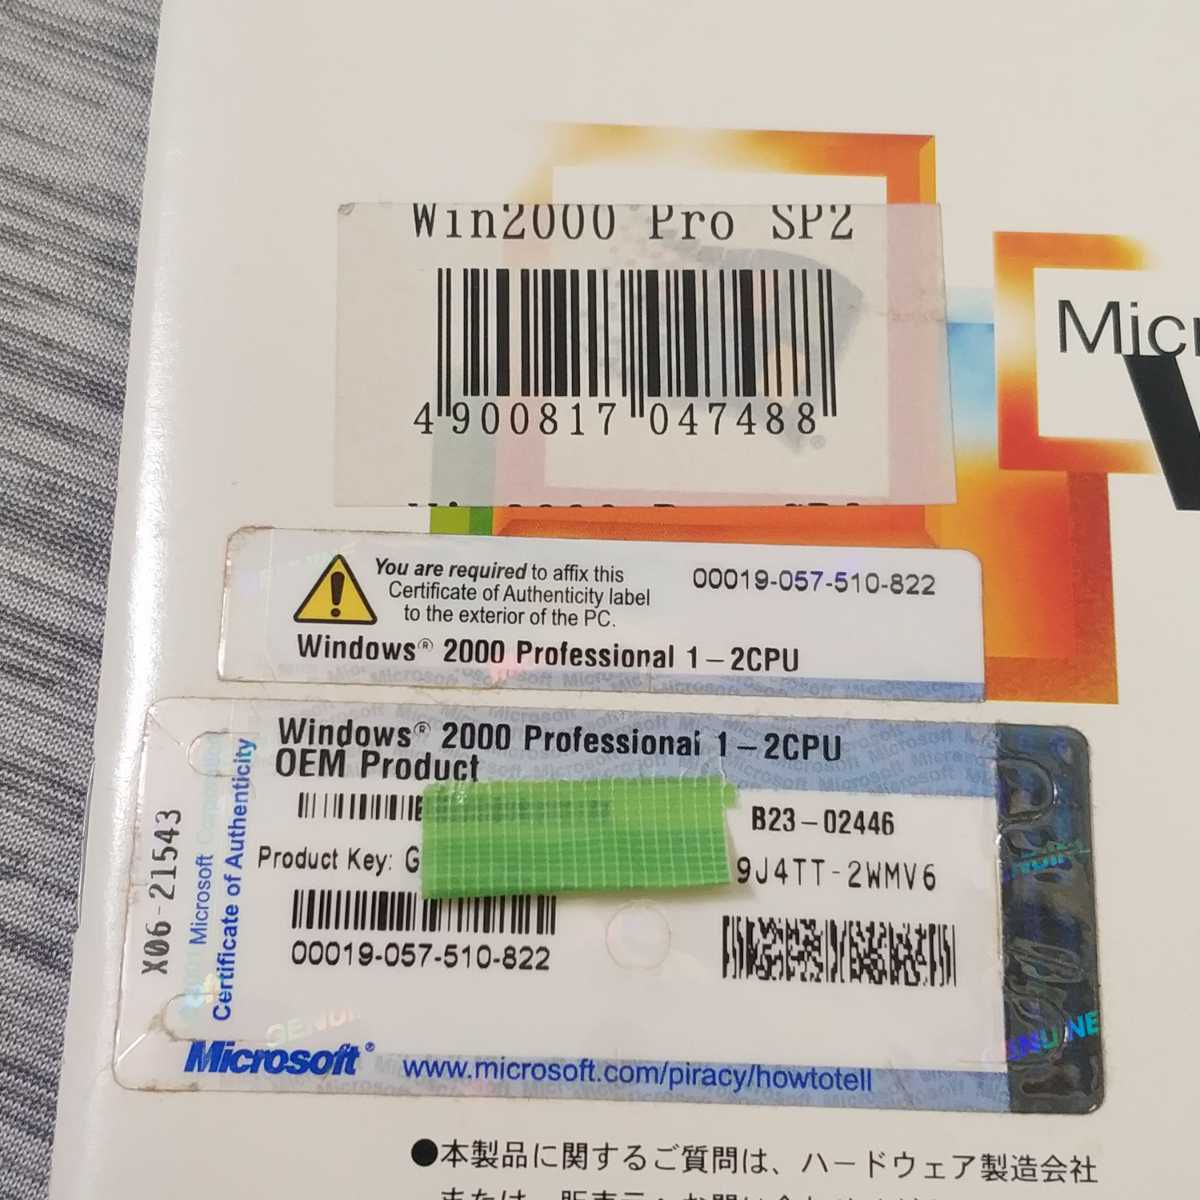 Win2000 Pro SP2
4 900817 047488
You are required to affix this
Certificate of Authenticity label
to the exterior of the PC.
00019-057-510-822
Windows® 2000 Professional 1-2CPU
Windows® 2000 Professional 1-2CPU
OEM Product
B23-02446
Product Key: G
9J4TT-2WMV6
00019-057-510-822
X06-21543
Microsoft Corporation
Certificate of Authenticity
GENUINE
Microsoft®
www.microsoft.com/piracy/howtotell
●本製品に関するご質問は、ハードウェア製造会社